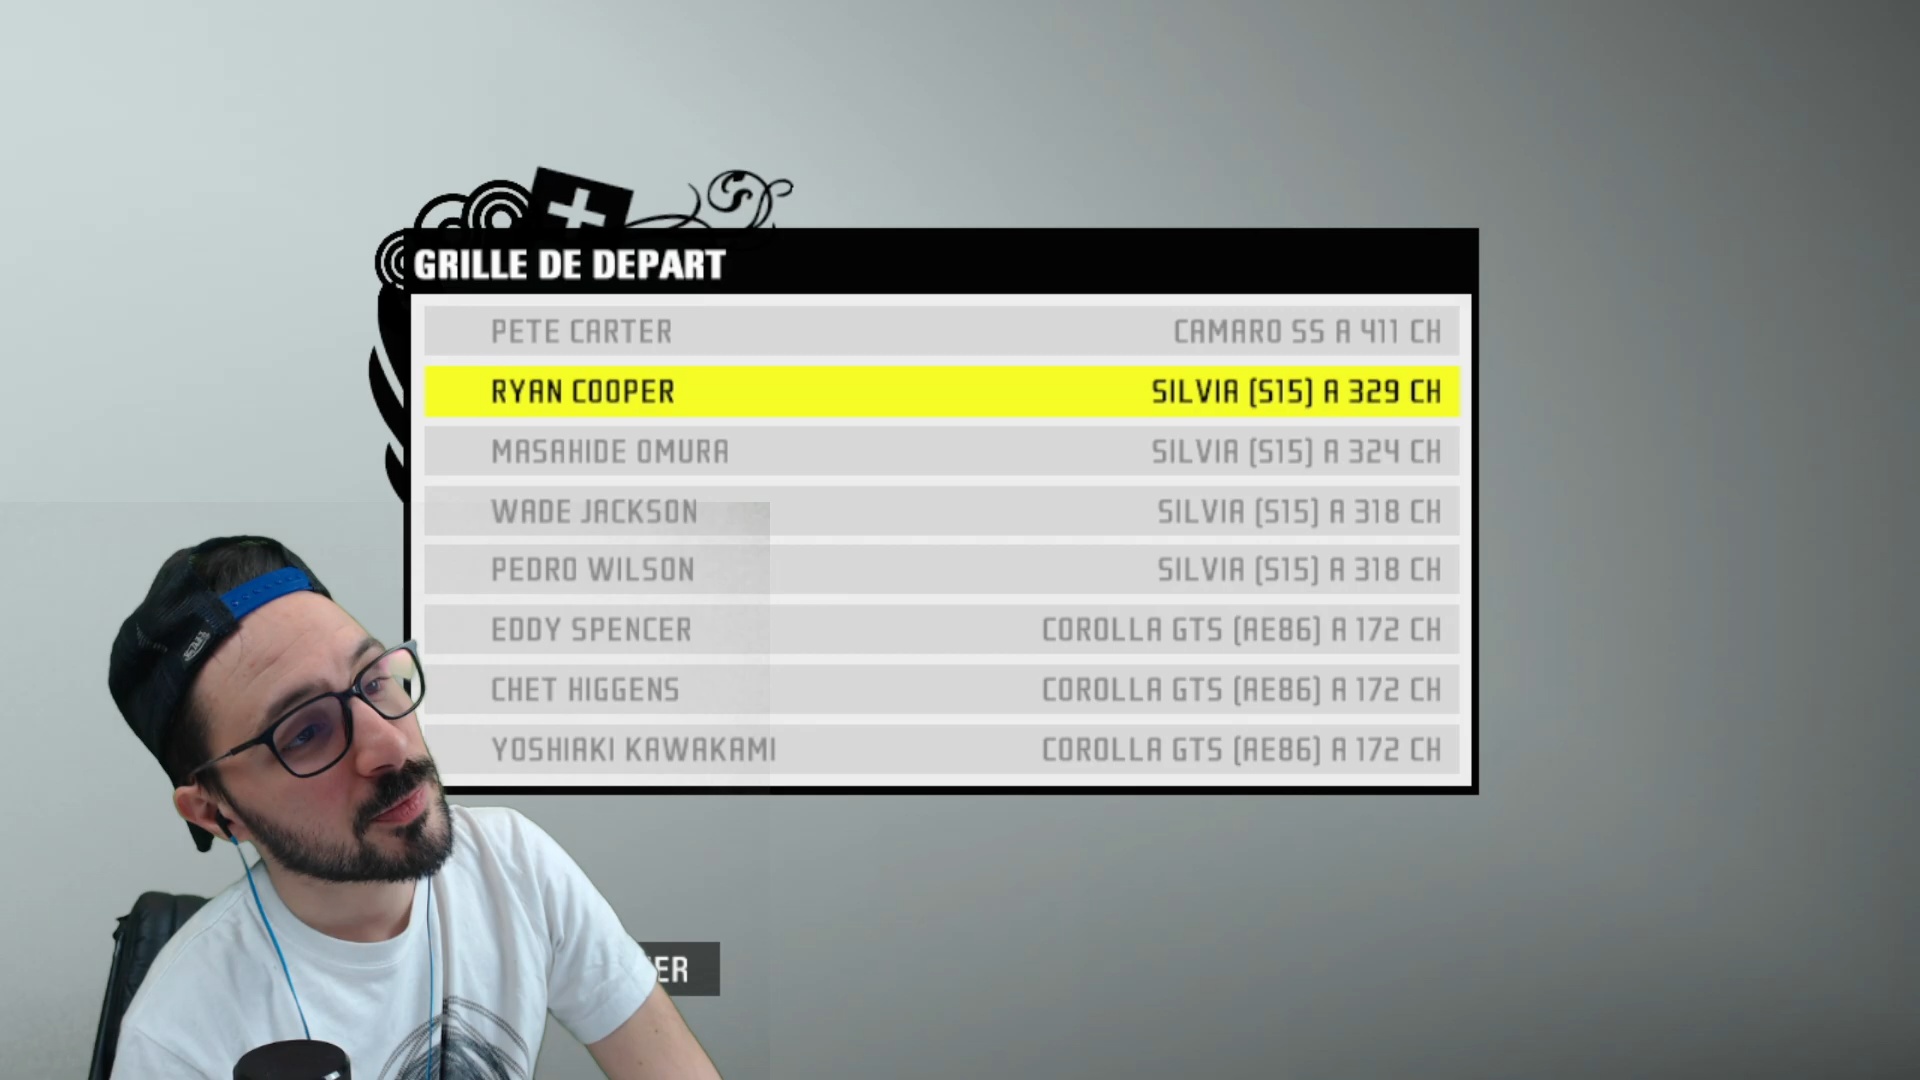 GRILLE DE DEPART
PETE CARTER CAMARO SS A 411 CH
RYAN COOPER SILVIA (S15) A 329 CH
MASAHIDE OMURA SILVIA (S15) A 324 CH
WADE JACKSON SILVIA (S15) A 318 CH
PEDRO WILSON SILVIA (S15) A 318 CH
EDDY SPENCER COROLLA GTS (AE86) A 172 CH
CHET HIGGENS COROLLA GTS (AE86) A 172 CH
YOSHIAKI KAWAKAMI COROLLA GTS (AE86) A 172 CH
ER